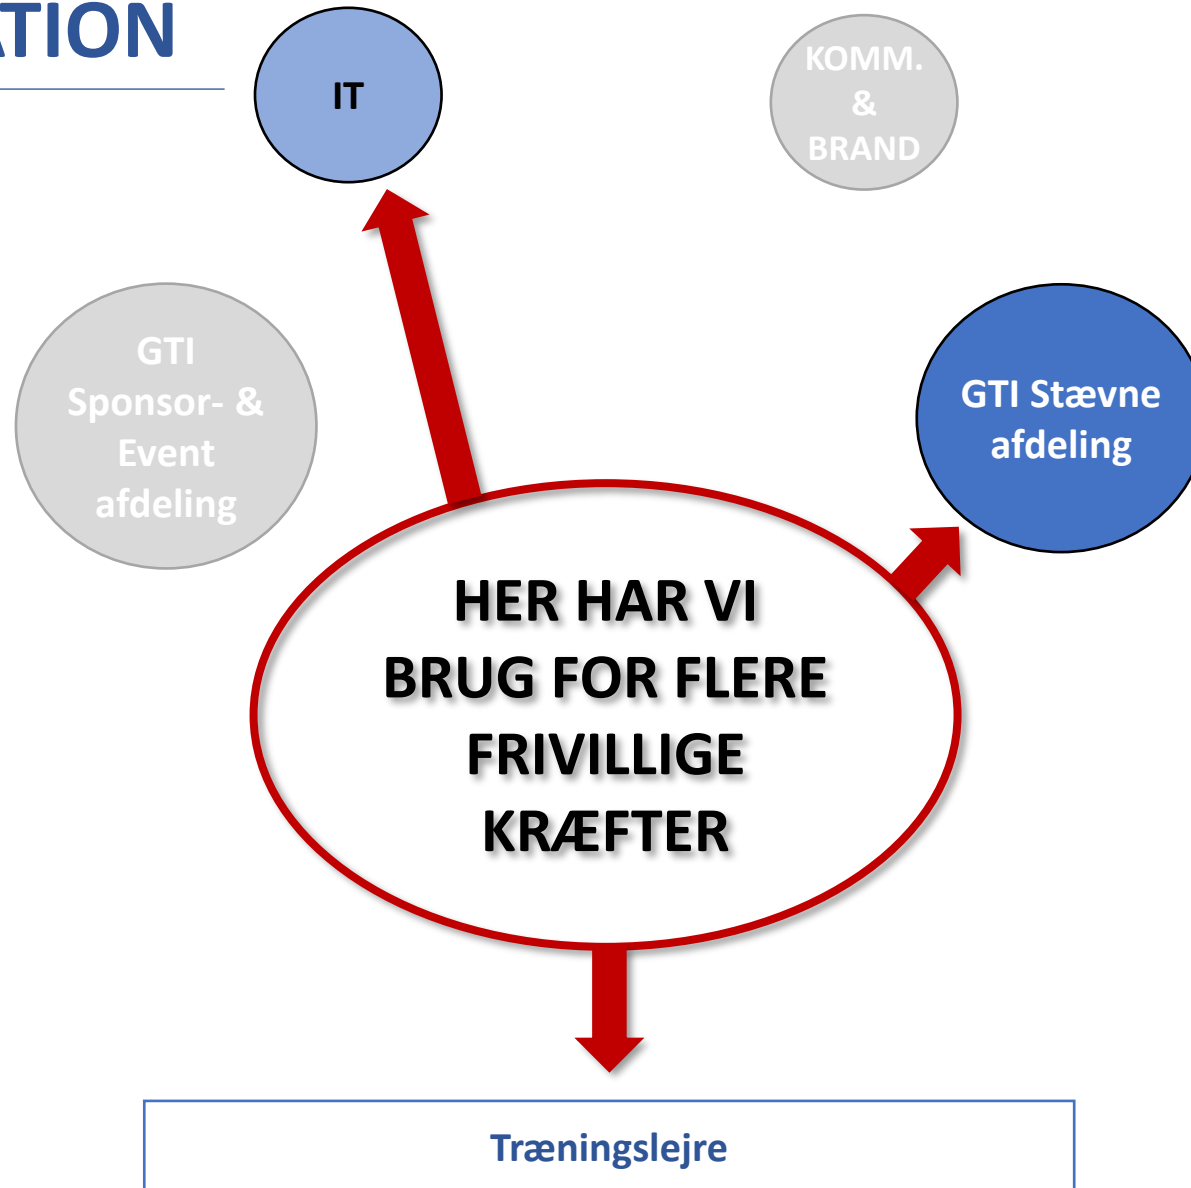 ATION
IT
KOMM.
&
BRAND
GTI
Sponsor- &
Event
afdeling
GTI Stævne
afdeling
HER HAR VI
BRUG FOR FLERE
FRIVILLIGE
KRÆFTER
Træningslejre